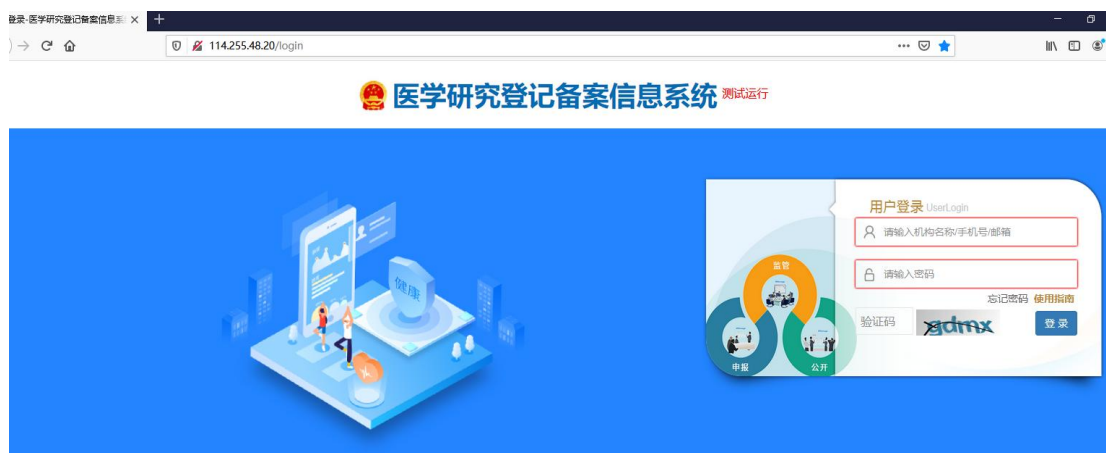 登录-医学研究登记备案信息系
114.255.48.20/login
医学研究登记备案信息系统 测试运行
用户登录 UserLogin
请输入机构名称/手机号/邮箱
请输入密码
忘记密码 使用指南
验证码 gdmx 登录
健康
监管
申报 公开